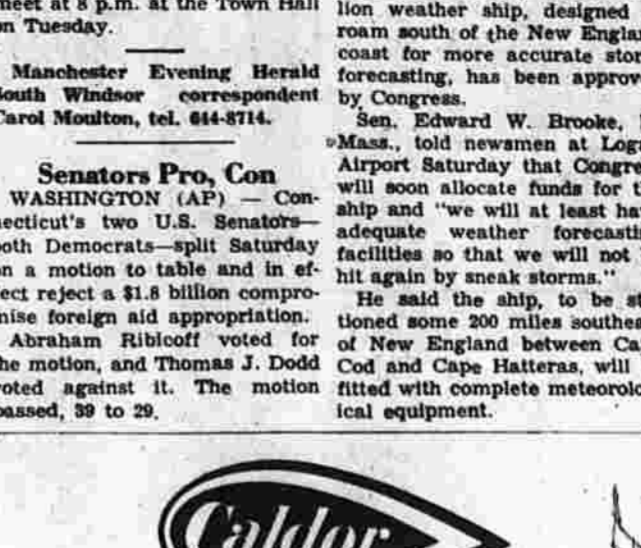 meet at 8 p.m. at the Town Hall
on Tuesday.
Manchester Evening Herald
South Windsor correspondent
Carol Moulton, tel. 644-8714.
Senators Pro, Con
WASHINGTON (AP) — Con-
necticut's two U.S. Senators—
both Democrats—split Saturday
on a motion to table and in ef-
fect reject a $1.8 billion compro-
mise foreign aid appropriation.
Abraham Ribicoff voted for
the motion, and Thomas J. Dodd
voted against it. The motion
passed, 39 to 29.
lion weather ship, designed
roam south of the New Englan
coast for more accurate stor
forecasting, has been approv
by Congress.
Sen. Edward W. Brooke,
Mass., told newsmen at Loga
Airport Saturday that Congre
will soon allocate funds for
ship and "we will at least ha
adequate weather forecasti
facilities so that we will not
hit again by sneak storms."
He said the ship, to be s
tioned some 200 miles southe
of New England between Ca
Cod and Cape Hatteras, will
fitted with complete meteorolo
ical equipment.
Caldor